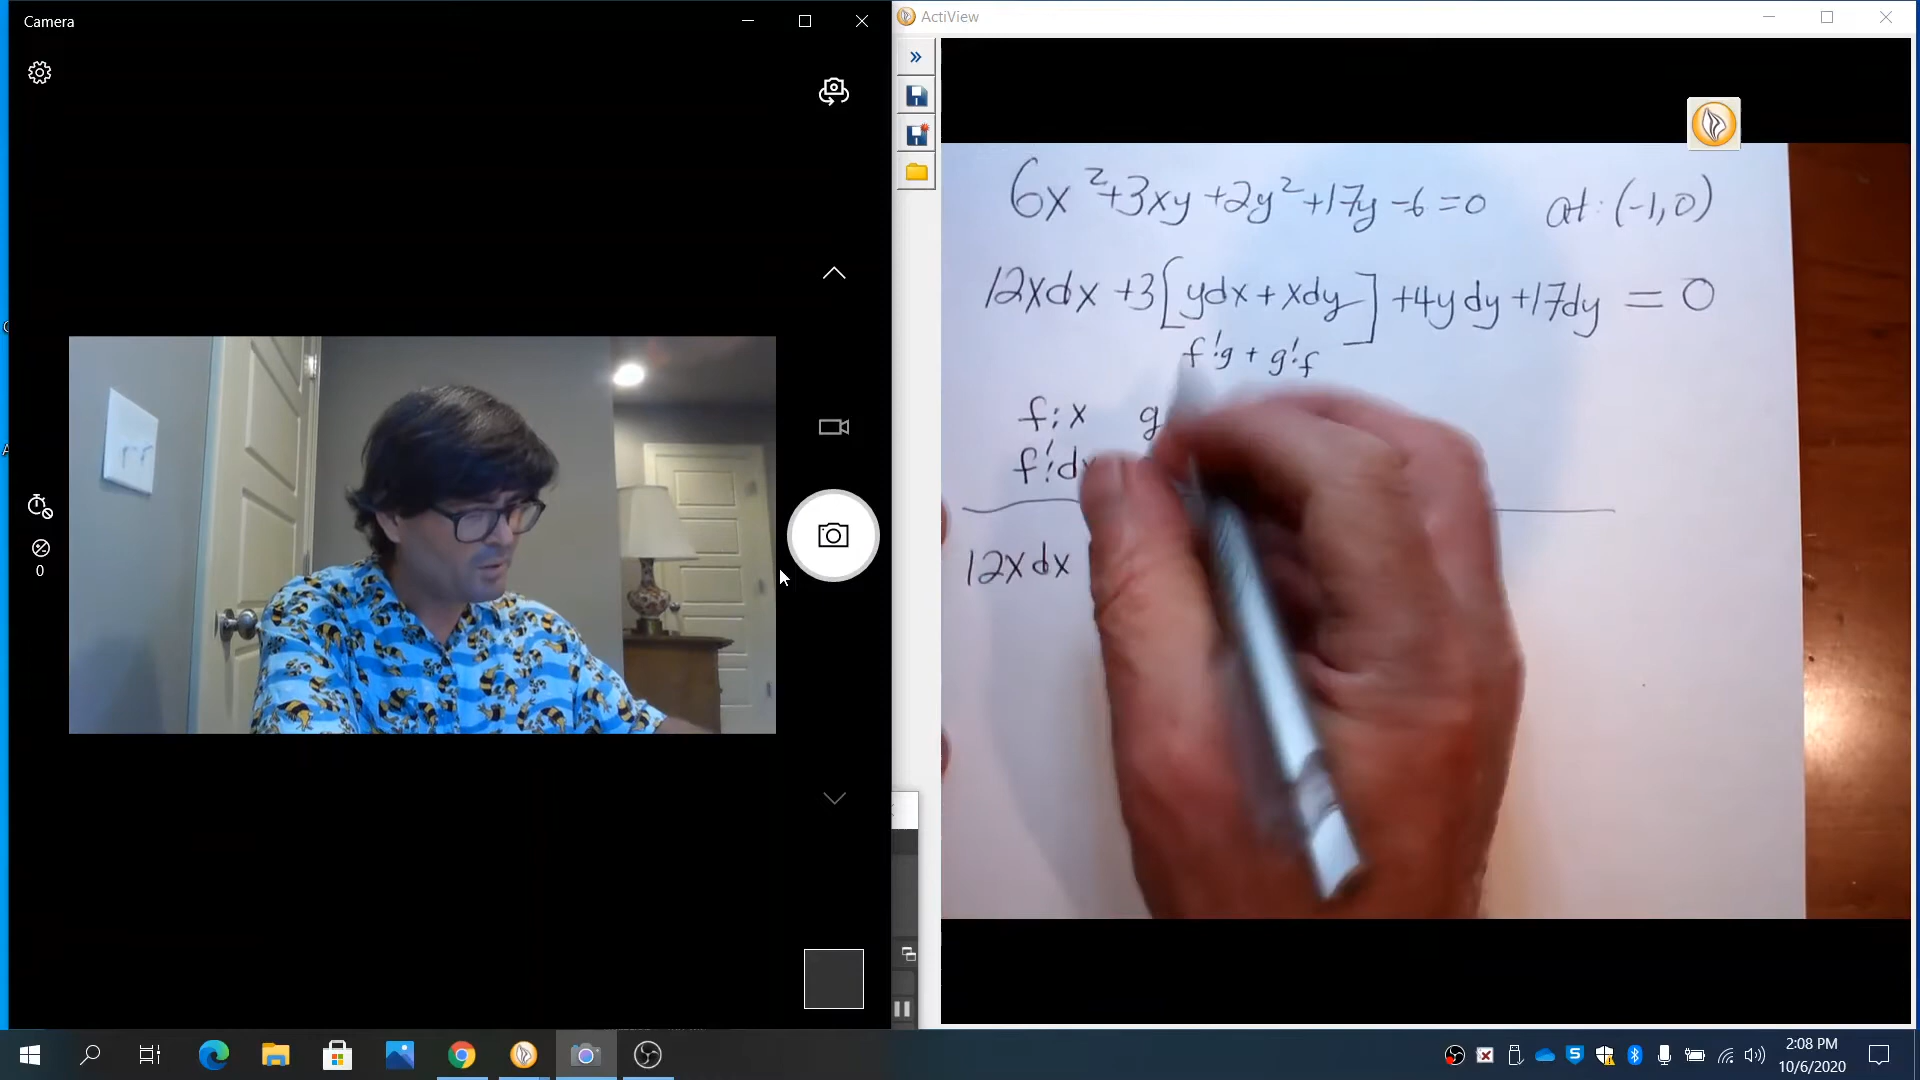 Camera
ActiView
0
6x²+3xy+2y²+17y-6=0 at: (-1,0)
12xdx+3[ydx+xdy]+4ydy+17dy=0
f'g+g'f
f:x g
f':d
12xdx
2:08 PM
10/6/2020